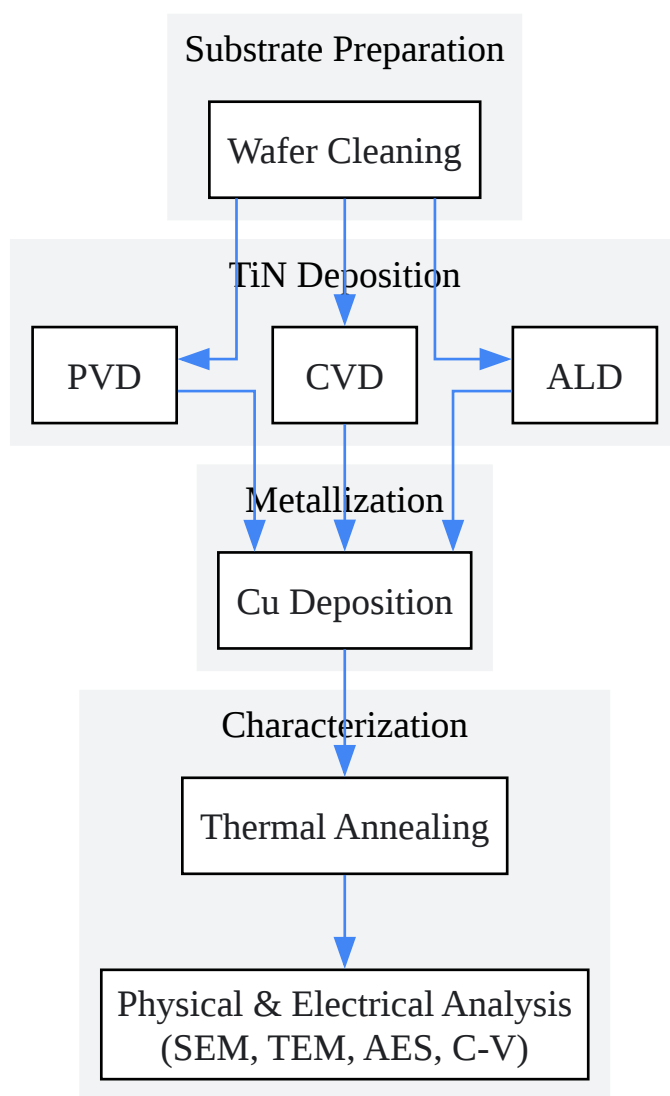 Substrate Preparation
Wafer Cleaning
TiN Deposition
PVD
CVD
ALD
Metallization
Cu Deposition
Characterization
Thermal Annealing
Physical & Electrical Analysis
(SEM, TEM, AES, C-V)